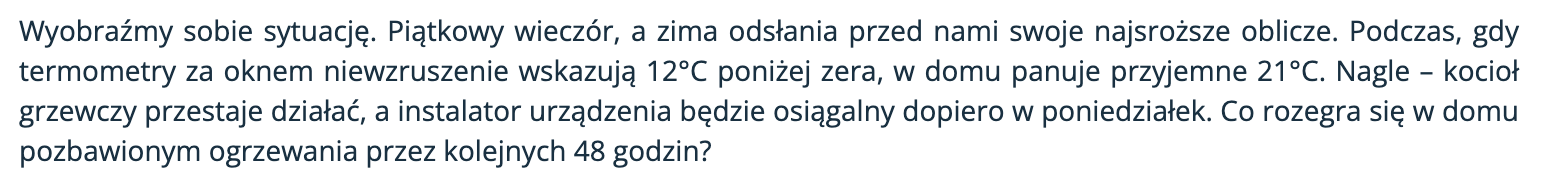 Wyobraźmy sobie sytuację. Piątkowy wieczór, a zima odsłania przed nami swoje najsroższe oblicze. Podczas, gdy
termometry za oknem niewzruszenie wskazują 12°C poniżej zera, w domu panuje przyjemne 21°C. Nagle – kocioł
grzewczy przestaje działać, a instalator urządzenia będzie osiągalny dopiero w poniedziałek. Co rozegra się w domu
pozbawionym ogrzewania przez kolejnych 48 godzin?